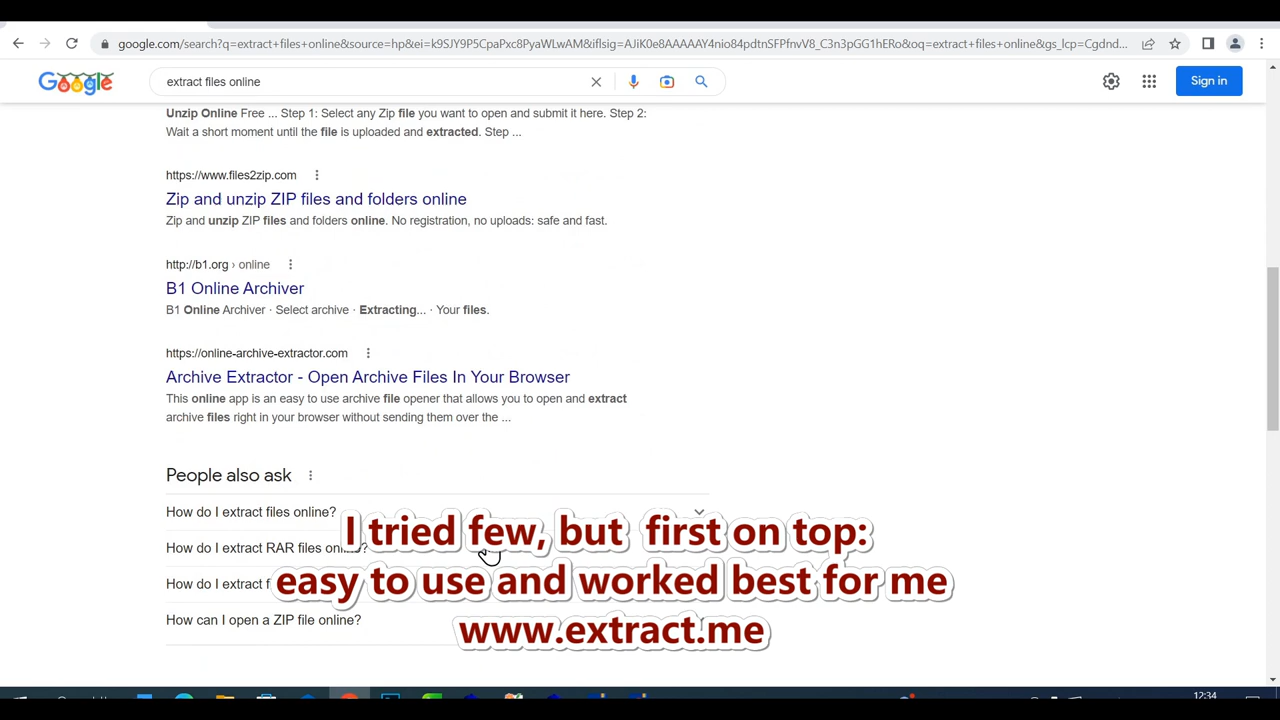 google.com/search?q=extract+files+online&source=hp&ei=k9SJY9P5CpaPxc8PyaWLwAM&iflsig=AJiK0e8AAAAAY4nio84pdtnSFPfnvV8_C3n3pGG1hERo&oq=extract+files+online&gs_lcp=Cgdnd...
Google
extract files online
Sign in
Unzip Online Free ... Step 1: Select any Zip file you want to open and submit it here. Step 2:
Wait a short moment until the file is uploaded and extracted. Step ...
https://www.files2zip.com
Zip and unzip ZIP files and folders online
Zip and unzip ZIP files and folders online. No registration, no uploads: safe and fast.
http://b1.org › online
B1 Online Archiver
B1 Online Archiver · Select archive · Extracting... · Your files.
https://online-archive-extractor.com
Archive Extractor - Open Archive Files In Your Browser
This online app is an easy to use archive file opener that allows you to open and extract
archive files right in your browser without sending them over the ...
People also ask
How do I extract files online?
I tried few, but first on top:
How do I extract RAR files online?
How do I extract
easy to use and worked best for me
How can I open a ZIP file online?
www.extract.me
12:34